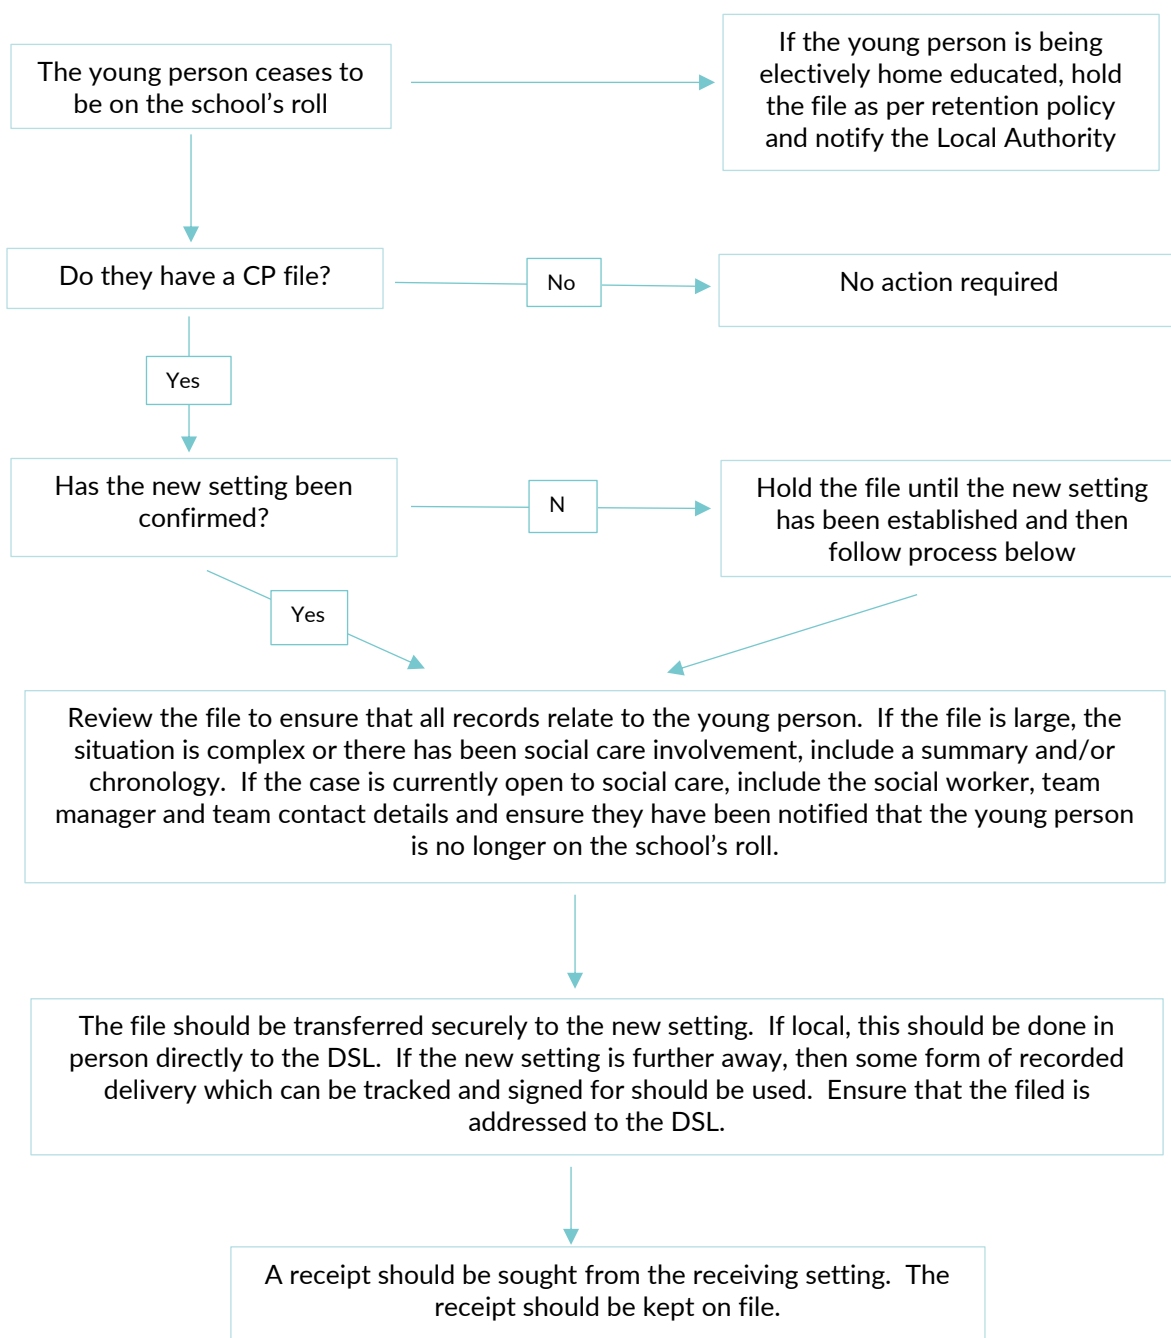 The young person ceases to
be on the school’s roll
If the young person is being
electively home educated, hold
the file as per retention policy
and notify the Local Authority
Do they have a CP file?
No
No action required
Yes
Has the new setting been
confirmed?
N
Hold the file until the new setting
has been established and then
follow process below
Yes
Review the file to ensure that all records relate to the young person.  If the file is large, the
situation is complex or there has been social care involvement, include a summary and/or
chronology.  If the case is currently open to social care, include the social worker, team
manager and team contact details and ensure they have been notified that the young person
is no longer on the school’s roll.
The file should be transferred securely to the new setting.  If local, this should be done in
person directly to the DSL.  If the new setting is further away, then some form of recorded
delivery which can be tracked and signed for should be used.  Ensure that the filed is
addressed to the DSL.
A receipt should be sought from the receiving setting.  The
receipt should be kept on file.